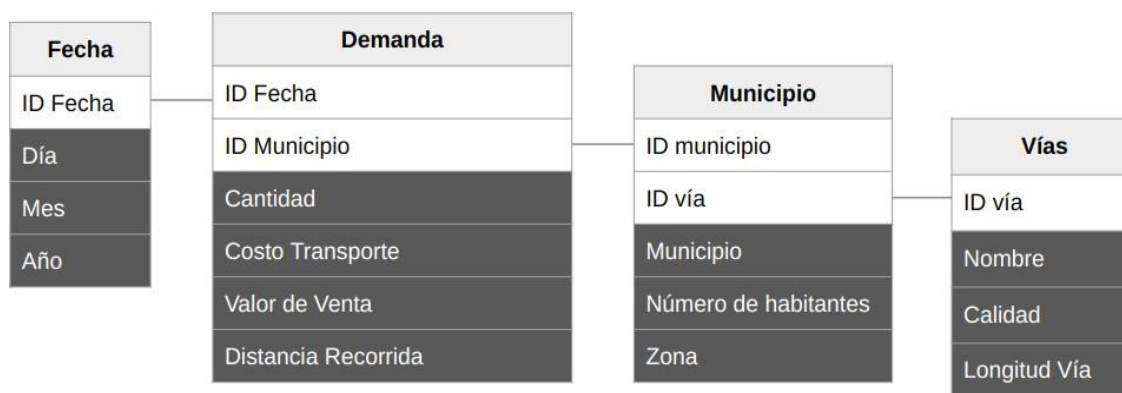 Fecha
ID Fecha
Día
Mes
Año
Demanda
ID Fecha
ID Municipio
Cantidad
Costo Transporte
Valor de Venta
Distancia Recorrida
Municipio
ID municipio
ID vía
Municipio
Número de habitantes
Zona
Vías
ID vía
Nombre
Calidad
Longitud Vía